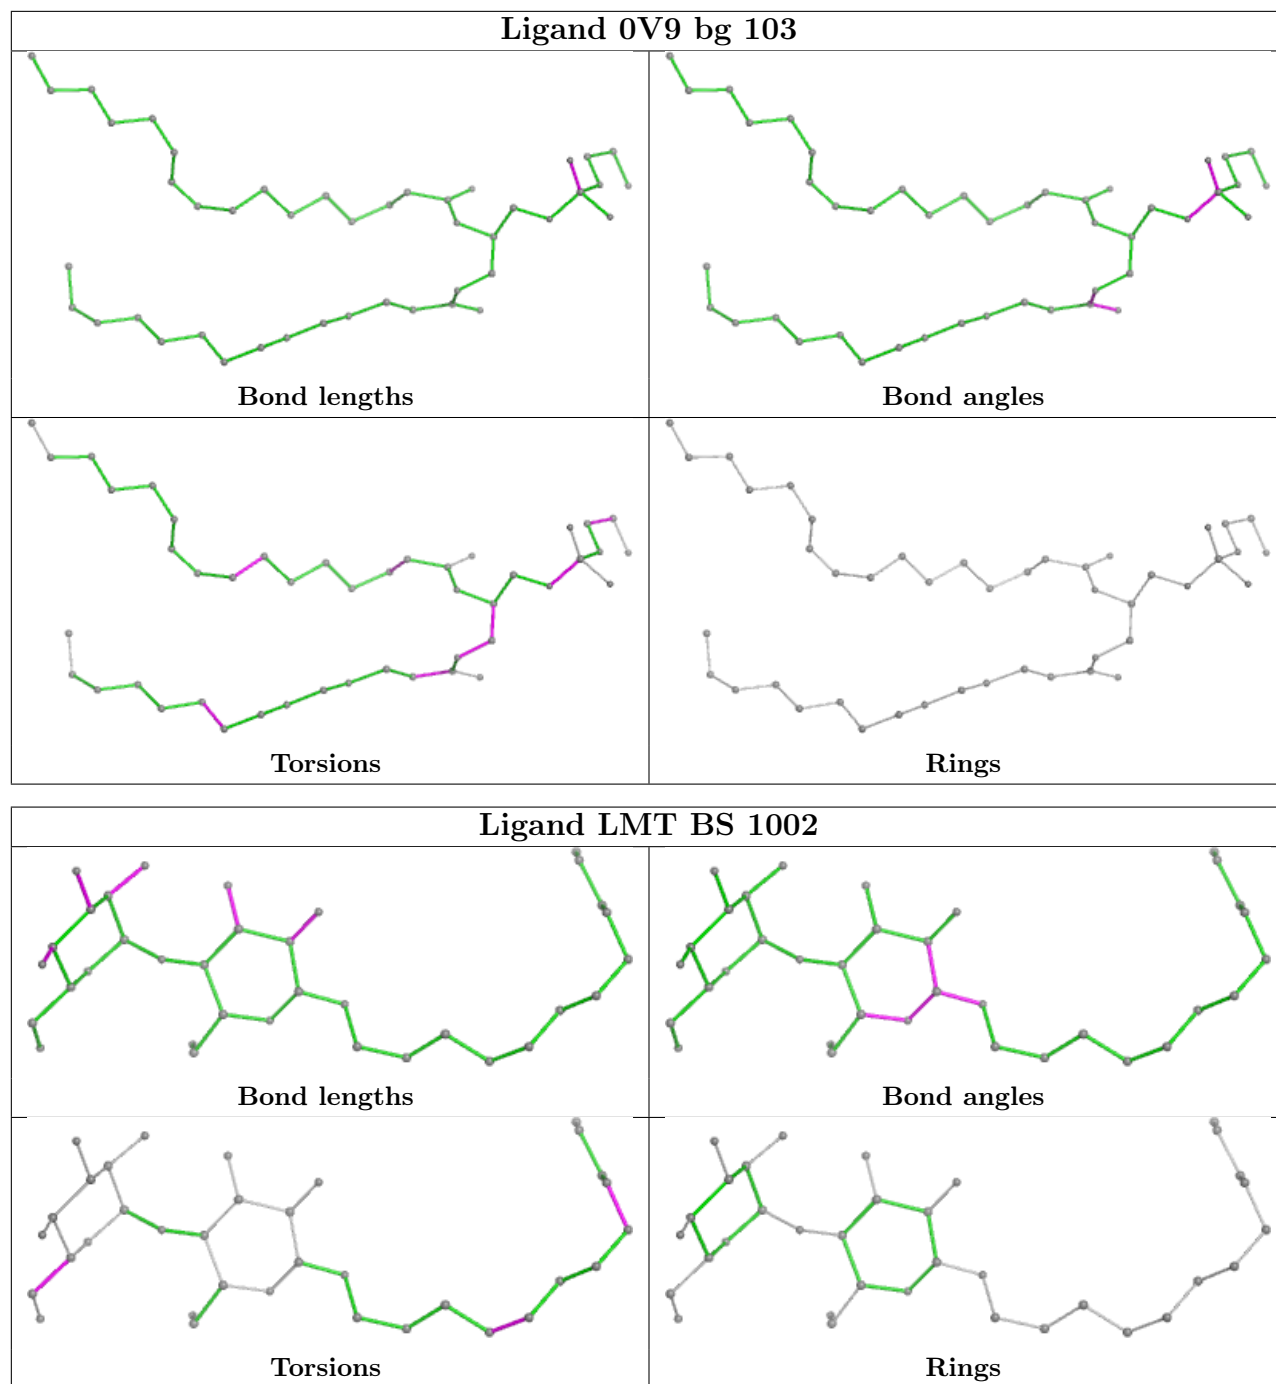 Ligand 0V9 bg 103
Bond lengths
Bond angles
Torsions
Rings
Ligand LMT BS 1002
Bond lengths
Bond angles
Torsions
Rings